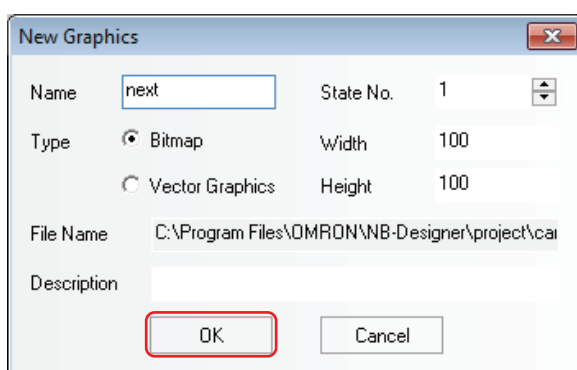 New Graphics
Name next State No. 1
Type Bitmap Width 100
Vector Graphics Height 100
File Name C:\Program Files\OMRON\NB-Designer\project\cai
Description
OK Cancel